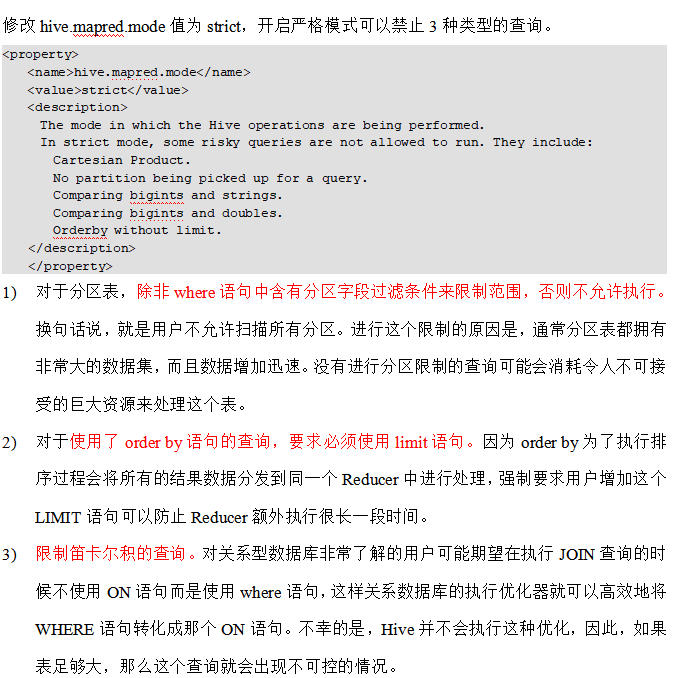 修改 hive.mapred.mode 值为 strict，开启严格模式可以禁止 3 种类型的查询。
<property>
<name>hive.mapred.mode</name>
<value>strict</value>
<description>
The mode in which the Hive operations are being performed.
In strict mode, some risky queries are not allowed to run. They include:
Cartesian Product.
No partition being picked up for a query.
Comparing bigints and strings.
Comparing bigints and doubles.
Orderby without limit.
</description>
</property>
1) 对于分区表，除非 where 语句中含有分区字段过滤条件来限制范围，否则不允许执行。
换句话说，就是用户不允许扫描所有分区。进行这个限制的原因是，通常分区表都拥有
非常大的数据集，而且数据增加迅速。没有进行分区限制的查询可能会消耗令人不可接
受的巨大资源来处理这个表。
2) 对于使用了 order by 语句的查询，要求必须使用 limit 语句。因为 order by 为了执行排
序过程会将所有的结果数据分发到同一个 Reducer 中进行处理，强制要求用户增加这个
LIMIT 语句可以防止 Reducer 额外执行很长一段时间。
3) 限制笛卡尔积的查询。对关系型数据库非常了解的用户可能期望在执行 JOIN 查询的时
候不使用 ON 语句而是使用 where 语句，这样关系数据库的执行优化器就可以高效地将
WHERE 语句转化成那个 ON 语句。不幸的是，Hive 并不会执行这种优化，因此，如果
表足够大，那么这个查询就会出现不可控的情况。